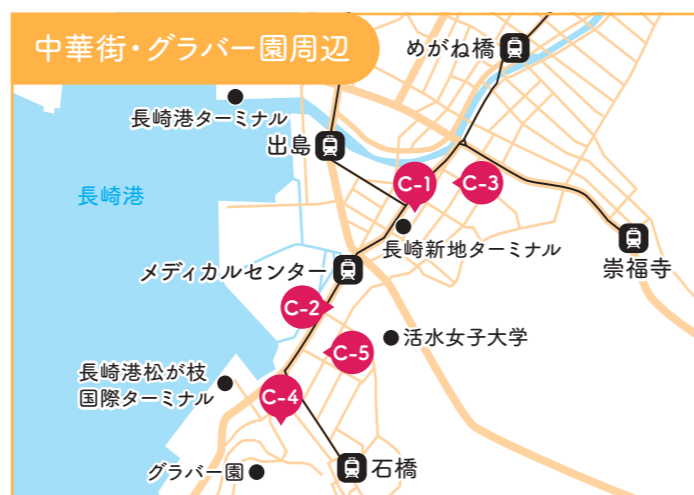 中華街・グラバー園周辺
めがね橋
長崎港ターミナル
出島
長崎港
C-1
C-3
長崎新地ターミナル
崇福寺
メディカルセンター
C-2
活水女子大学
C-5
長崎港松が枝
国際ターミナル
C-4
グラバー園
石橋